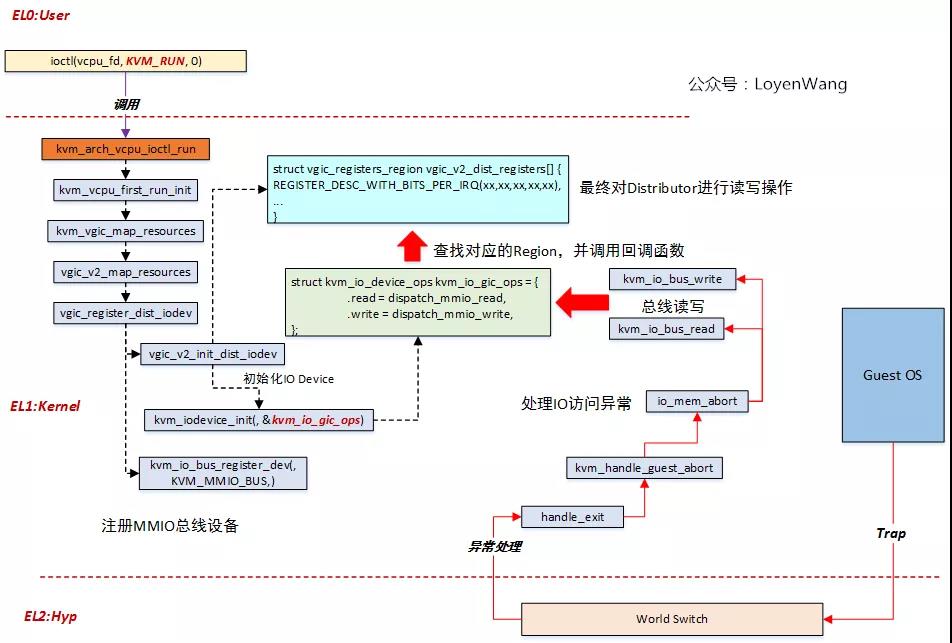 EL0:User
ioctl(vcpu_fd, KVM_RUN, 0)
公众号：LoyenWang
调用
kvm_arch_vcpu_ioctl_run
kvm_vcpu_first_run_init
kvm_vgic_map_resources
vgic_v2_map_resources
vgic_register_dist_iodev
vgic_v2_init_dist_iodev
初始化IO Device
kvm_iodevice_init(, &kvm_io_gic_ops)
kvm_io_bus_register_dev(,
KVM_MMIO_BUS,)
注册MMIO总线设备
EL1:Kernel
struct vgic_registers_region vgic_v2_dist_registers[] {
REGISTER_DESC_WITH_BITS_PER_IRQ(xx,xx,xx,xx,xx),
...
}
最终对Distributor进行读写操作
查找对应的Region，并调用回调函数
struct kvm_io_device_ops kvm_io_gic_ops = {
.read = dispatch_mmio_read,
.write = dispatch_mmio_write,
};
kvm_io_bus_write
总线读写
kvm_io_bus_read
处理IO访问异常
io_mem_abort
kvm_handle_guest_abort
handle_exit
异常处理
Guest OS
Trap
EL2:Hyp
World Switch